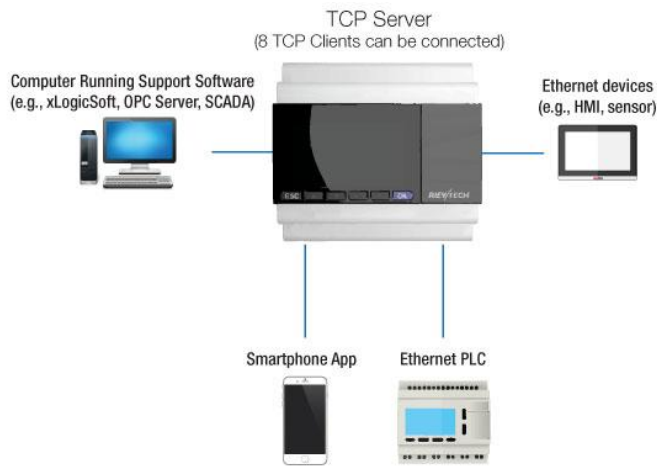 TCP Server
(8 TCP Clients can be connected)
Computer Running Support Software
(e.g., xLogicSoft, OPC Server, SCADA)
Ethernet devices
(e.g., HMI, sensor)
ESC
OK
RIEVTECH
Smartphone App
Ethernet PLC